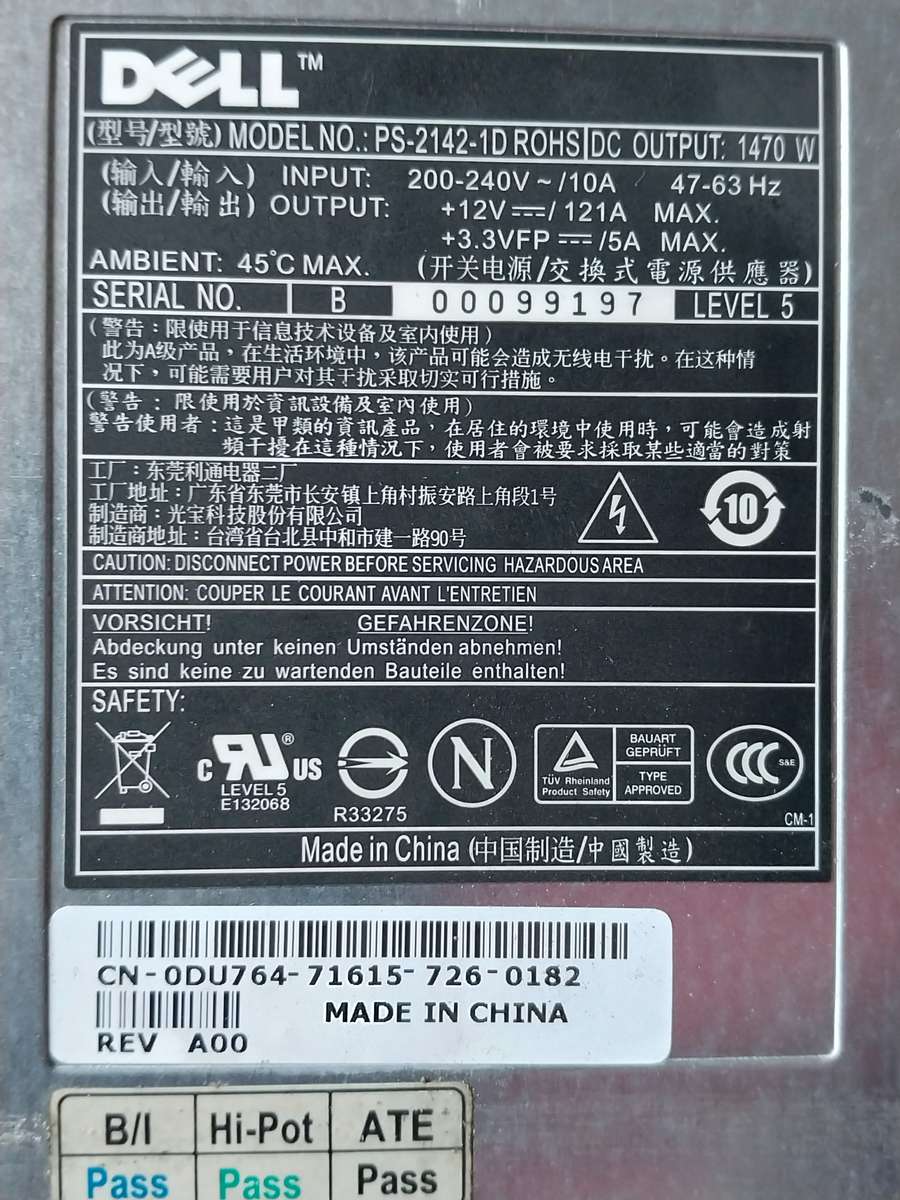 DELL™
(型号/型號) MODEL NO.: PS-2142-1D ROHS DC OUTPUT: 1470 W
(输入/輸入) INPUT: 200-240V ~ /10A / 47-63 Hz
(输出/輸出) OUTPUT: +12V ⎓/ 121A MAX.
+3.3VFP ⎓ /5A MAX.
AMBIENT: 45°C MAX. (开关电源/交換式電源供應器)
SERIAL NO. B 00099197 LEVEL 5
(警告:限使用于信息技术设备及室内使用)
此为A级产品,在生活环境中,该产品可能会造成无线电干扰。在这种情
况下,可能需要用户对其干扰采取切实可行措施。
(警告:限使用於資訊設備及室內使用)
警告使用者:這是甲類的資訊產品,在居住的環境中使用時,可能會造成射
頻干擾在這種情況下,使用者會被要求採取某些適當的對策
工厂:东莞利通电器二厂
工厂地址:广东省东莞市长安镇上角村振安路上角段1号
制造商:光宝科技股份有限公司
制造商地址:台湾省台北县中和市建一路90号
10
CAUTION: DISCONNECT POWER BEFORE SERVICING HAZARDOUS AREA
ATTENTION: COUPER LE COURANT AVANT L'ENTRETIEN
VORSICHT! GEFAHRENZONE!
Abdeckung unter keinen Umständen abnehmen!
Es sind keine zu wartenden Bauteile enthalten!
SAFETY:
c RU ® US
LEVEL 5
E132068
R33275
N
TÜV Rheinland
Product Safety
BAUART
GEPRÜFT
TYPE
APPROVED
CCC S&E
CM-1
Made in China (中国制造/中國製造)
CN-0DU764-71615-726-0182
MADE IN CHINA
REV A00
B/I Hi-Pot ATE
Pass Pass Pass